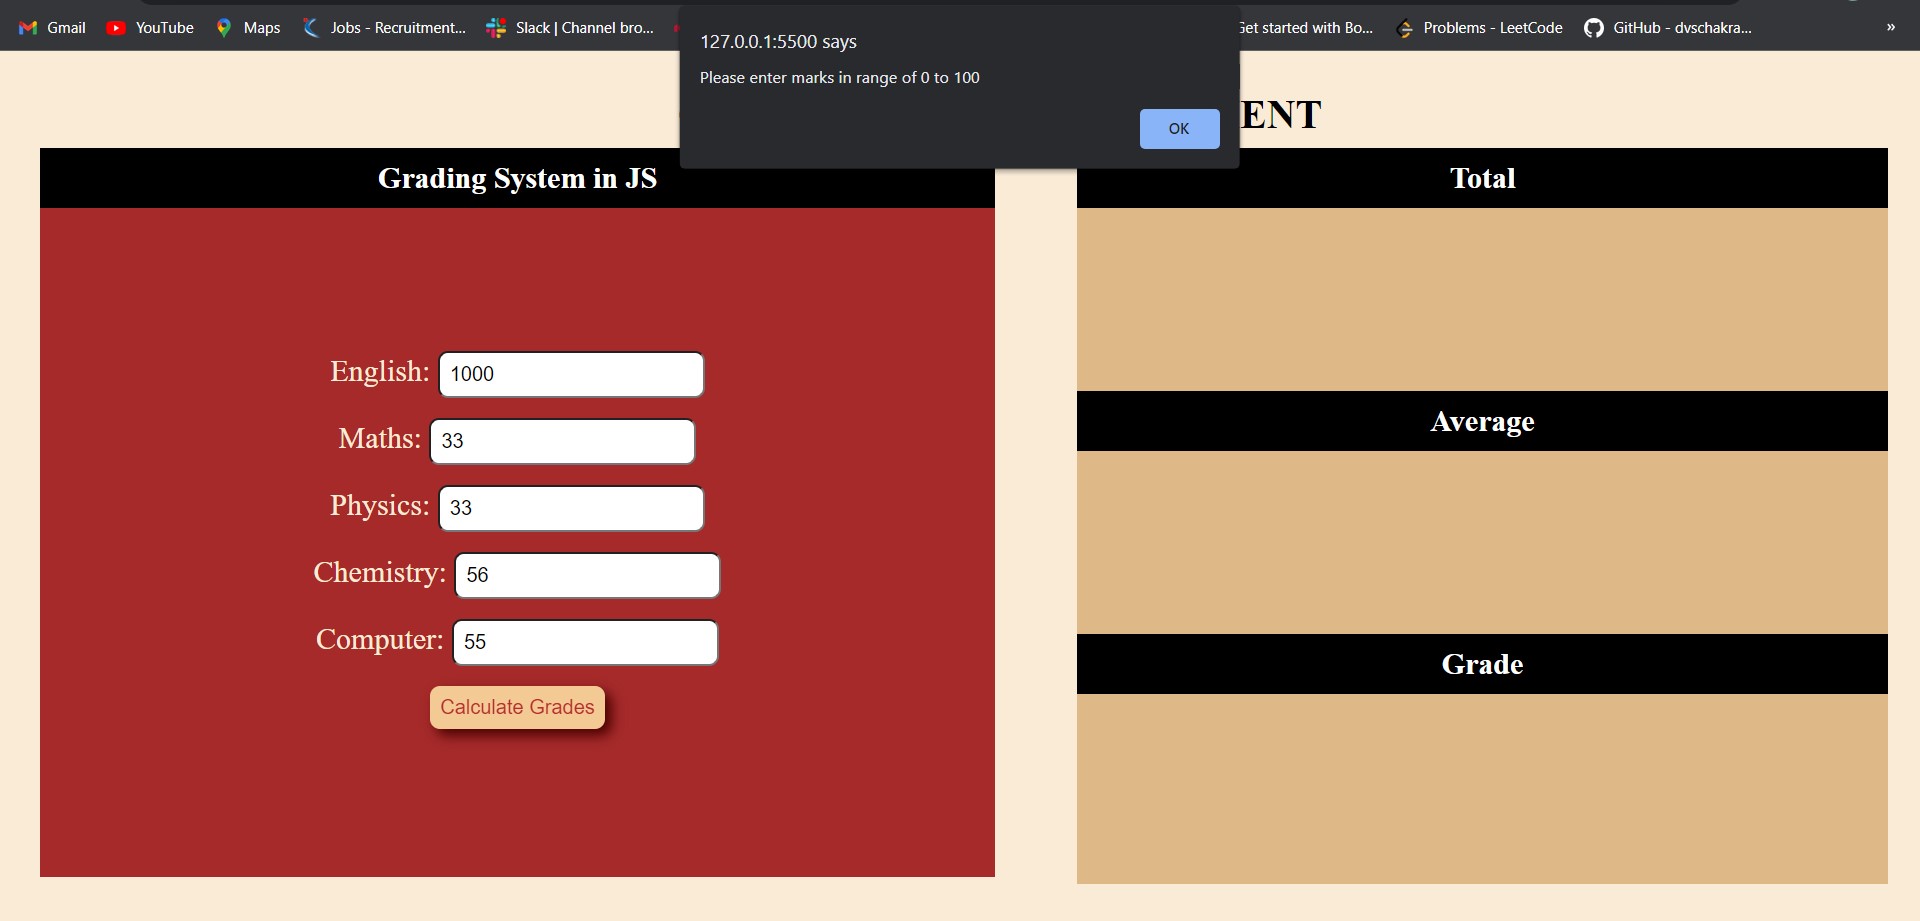 Gmail YouTube Maps Jobs - Recruitment... Slack | Channel bro... Get started with Bo... Problems - LeetCode GitHub - dvschakra... »
127.0.0.1:5500 says
Please enter marks in range of 0 to 100
OK
ENT
Grading System in JS
English: 1000
Maths: 33
Physics: 33
Chemistry: 56
Computer: 55
Calculate Grades
Total
Average
Grade